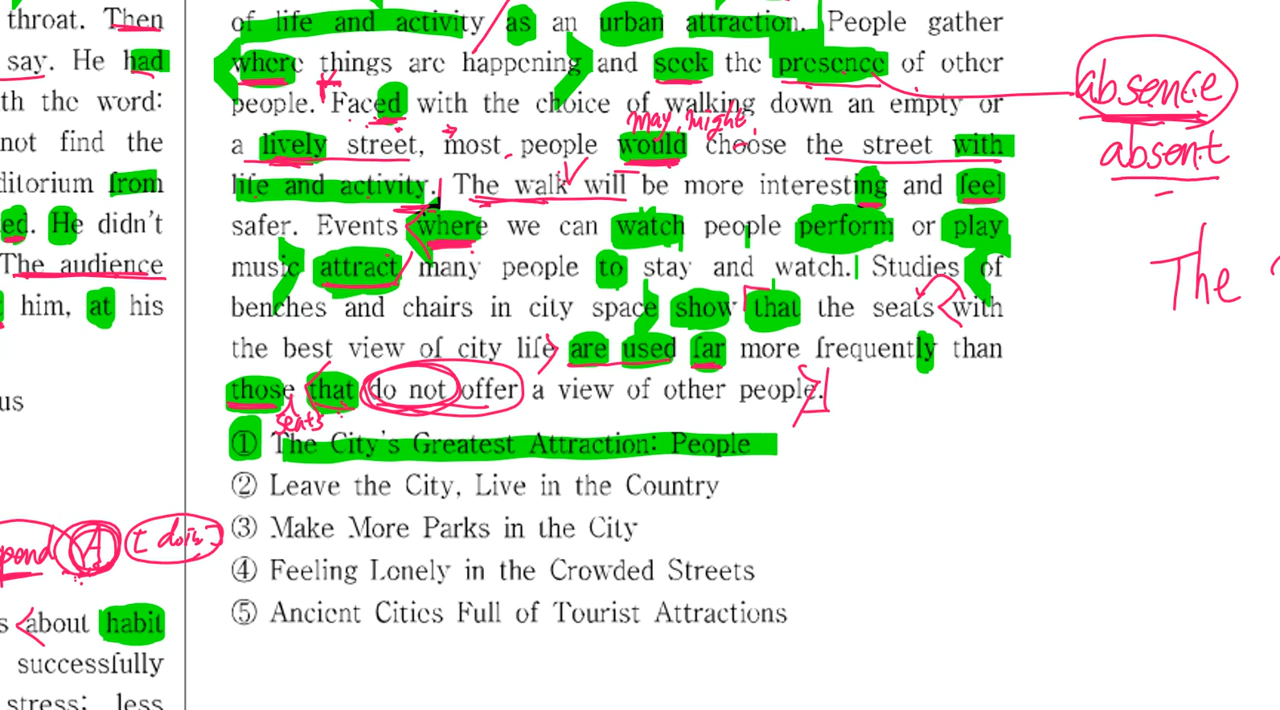 throat. Then
say. He had
th the word:
not find the
ditorium from
ed. He didn't
The audience
him, at his
us
pend A [doing]
s about habit
successfully
stress: less
of life and activity as an urban attraction. People gather
where things are happening and seek the presence of other
people. Faced with the choice of walking down an empty or
may, might
a lively street, most people would choose the street with
life and activity. The walk will be more interesting and feel
safer. Events where we can watch people perform or play
music attract many people to stay and watch. Studies of
benches and chairs in city space show that the seats with
the best view of city life are used far more frequently than
those that do not offer a view of other people.
seats
① The City's Greatest Attraction: People
② Leave the City, Live in the Country
③ Make More Parks in the City
④ Feeling Lonely in the Crowded Streets
⑤ Ancient Cities Full of Tourist Attractions
absence
absent
The